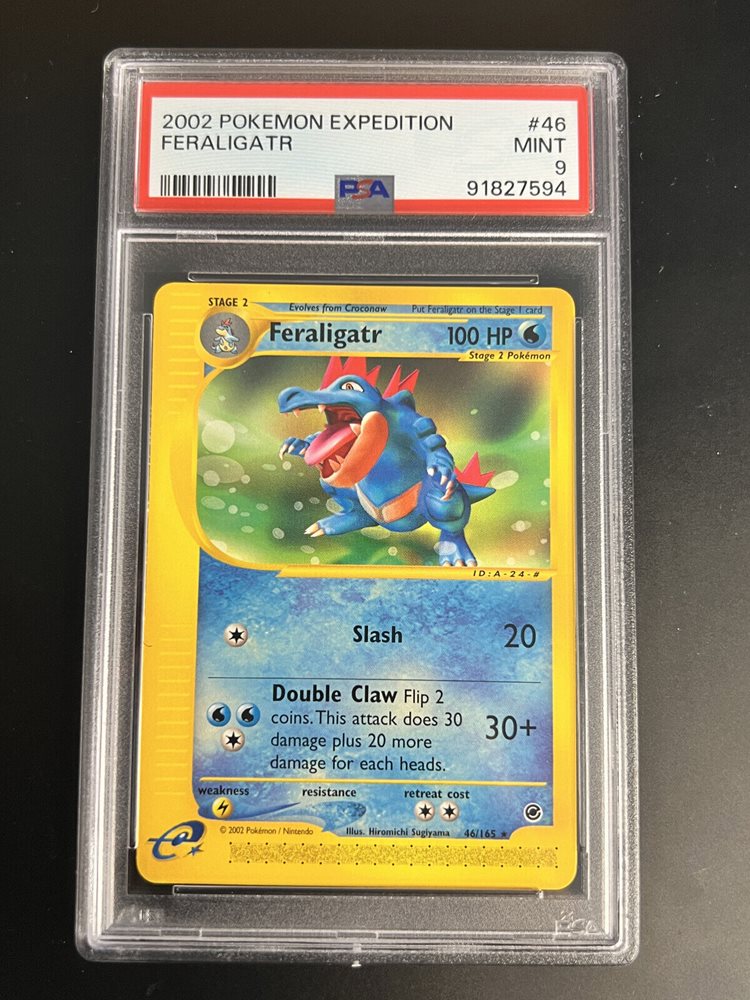 2002 POKEMON EXPEDITION #46
FERALIGATR MINT
9
PSA 91827594
STAGE 2 Evolves from Croconaw Put Feraligatr on the Stage 1 card
Feraligatr 100 HP
Stage 2 Pokémon
ID:A-24-#
Slash 20
Double Claw Flip 2
coins. This attack does 30
damage plus 20 more
damage for each heads.
30+
weakness resistance retreat cost
© 2002 Pokémon / Nintendo Illus. Hiromichi Sugiyama 46/165 ★
e
PSA